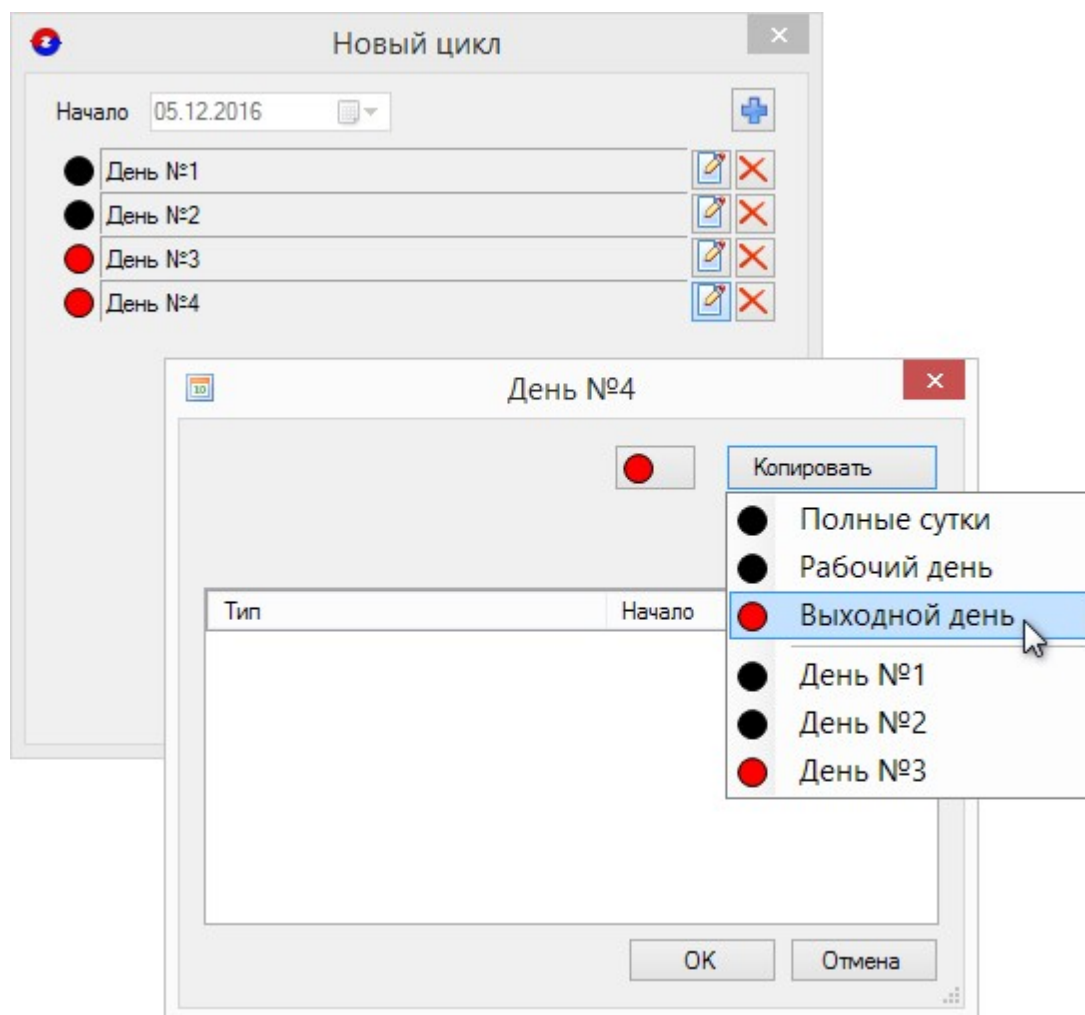 Новый цикл
Начало 05.12.2016
День №1
День №2
День №3
День №4
День №4
Копировать
Полные сутки
Рабочий день
Выходной день
День №1
День №2
День №3
Тип Начало
OK Отмена